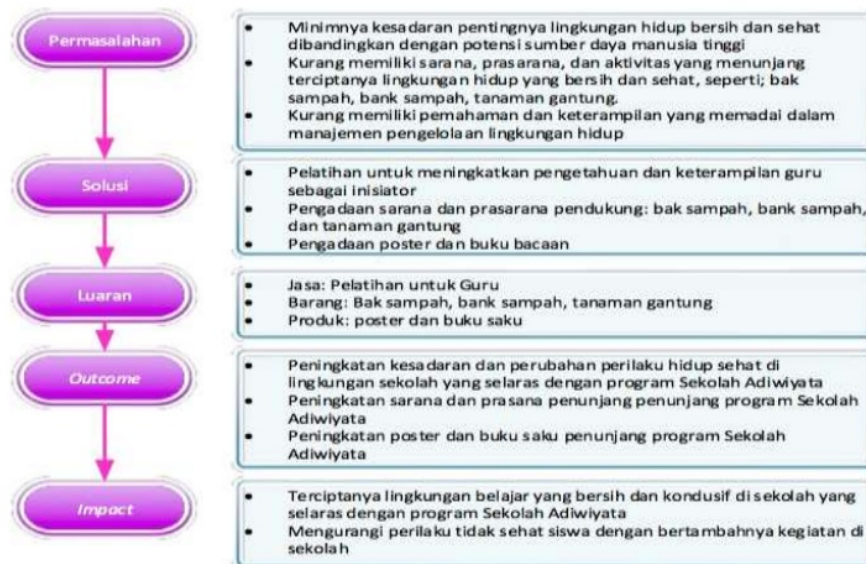 Permasalahan
• Minimnya kesadaran pentingnya lingkungan hidup bersih dan sehat
dibandingkan dengan potensi sumber daya manusia tinggi
• Kurang memiliki sarana, prasarana, dan aktivitas yang menunjang
terciptanya lingkungan hidup yang bersih dan sehat, seperti; bak
sampah, bank sampah, tanaman gantung.
• Kurang memiliki pemahaman dan keterampilan yang memadai dalam
manajemen pengelolaan lingkungan hidup
Solusi
• Pelatihan untuk meningkatkan pengetahuan dan keterampilan guru
sebagai inisiator
• Pengadaan sarana dan prasarana pendukung: bak sampah, bank sampah,
dan tanaman gantung
• Pengadaan poster dan buku bacaan
Luaran
• Jasa: Pelatihan untuk Guru
• Barang: Bak sampah, bank sampah, tanaman gantung
• Produk: poster dan buku saku
Outcome
• Peningkatan kesadaran dan perubahan perilaku hidup sehat di
lingkungan sekolah yang selaras dengan program Sekolah Adiwiyata
• Peningkatan sarana dan prasana penunjang penunjang program Sekolah
Adiwiyata
• Peningkatan poster dan buku saku penunjang program Sekolah
Adiwiyata
Impact
• Terciptanya lingkungan belajar yang bersih dan kondusif di sekolah yang
selaras dengan program Sekolah Adiwiyata
• Mengurangi perilaku tidak sehat siswa dengan bertambahnya kegiatan di
sekolah